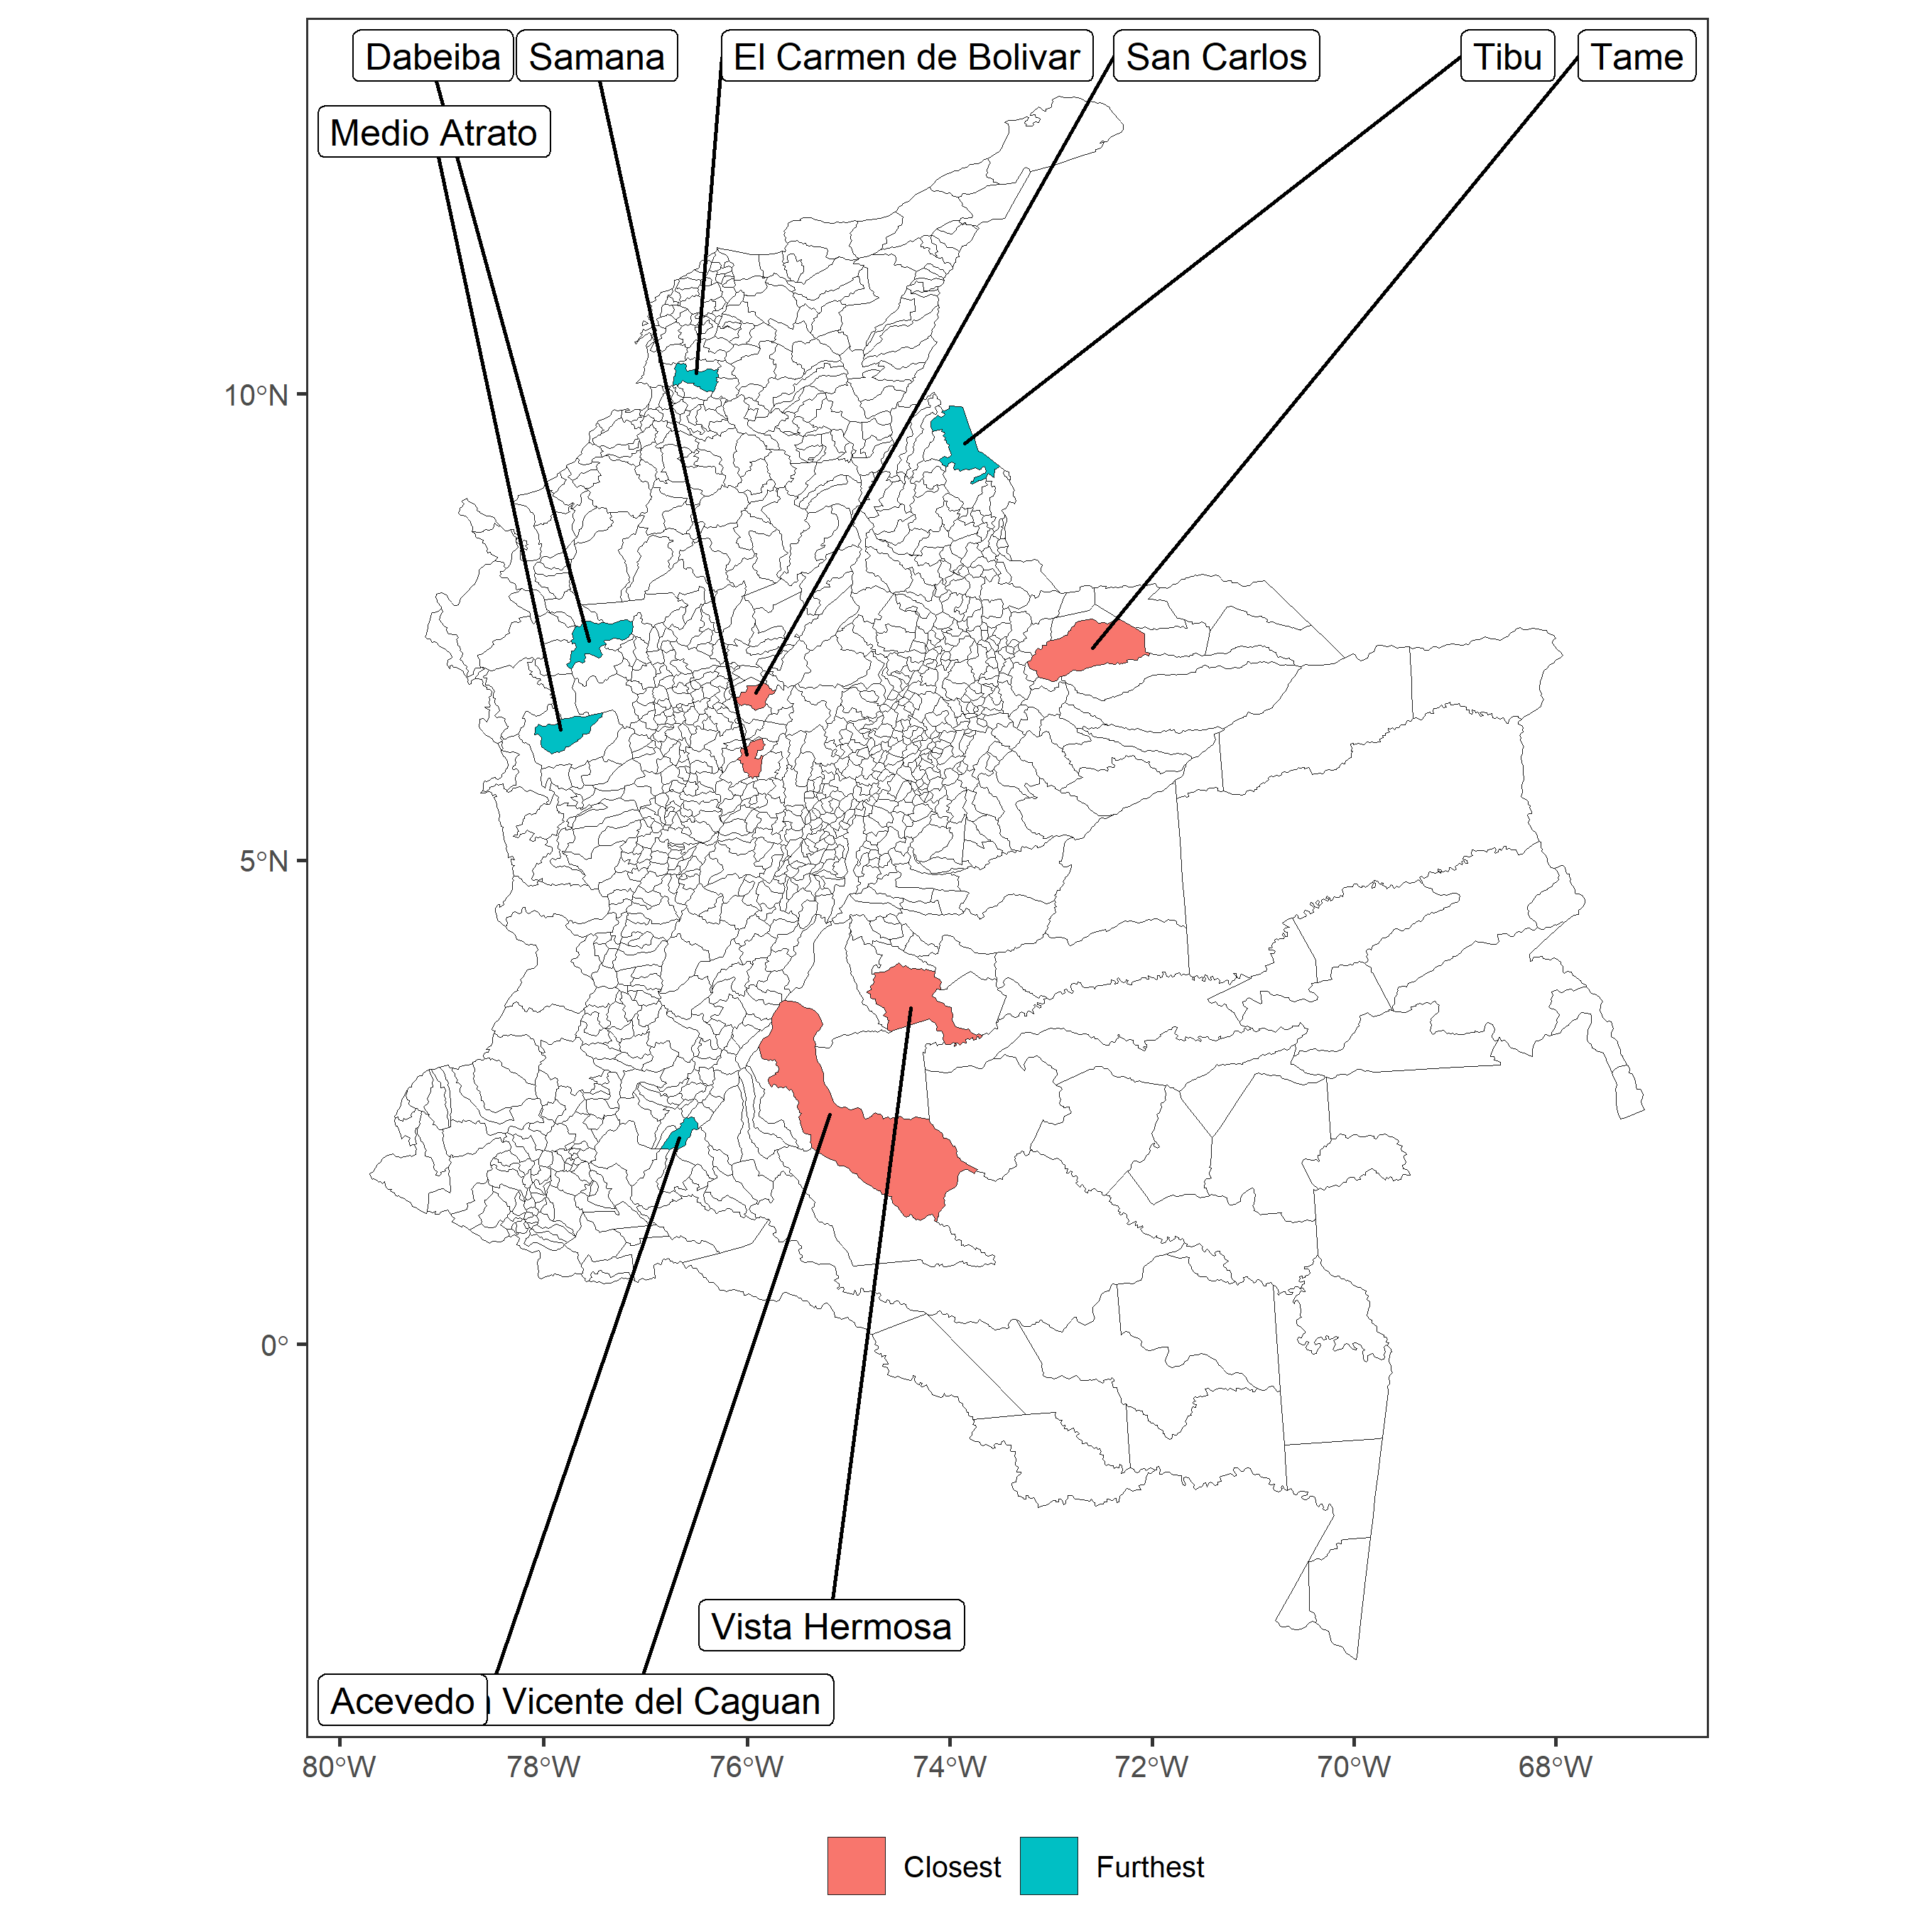 Dabeiba
Samana
El Carmen de Bolivar
San Carlos
Tibu
Tame
Medio Atrato
10°N
5°N
0°
Vista Hermosa
Acevedo
Vicente del Caguan
80°W
78°W
76°W
74°W
72°W
70°W
68°W
Closest
Furthest